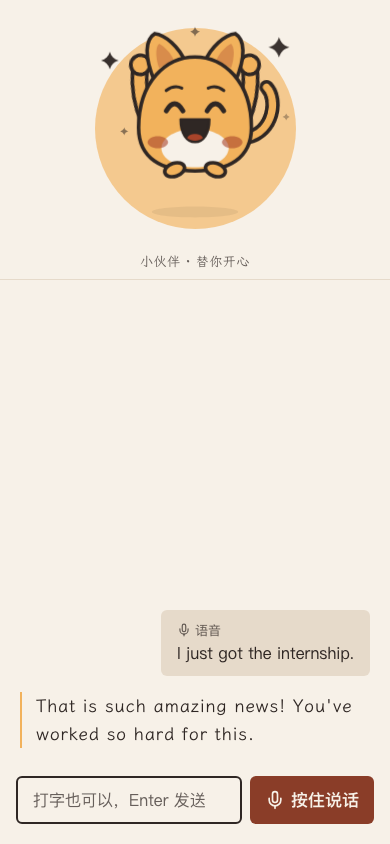 小伙伴 · 替你开心
语音
I just got the internship.
That is such amazing news! You've
worked so hard for this.
打字也可以，Enter 发送
按住说话